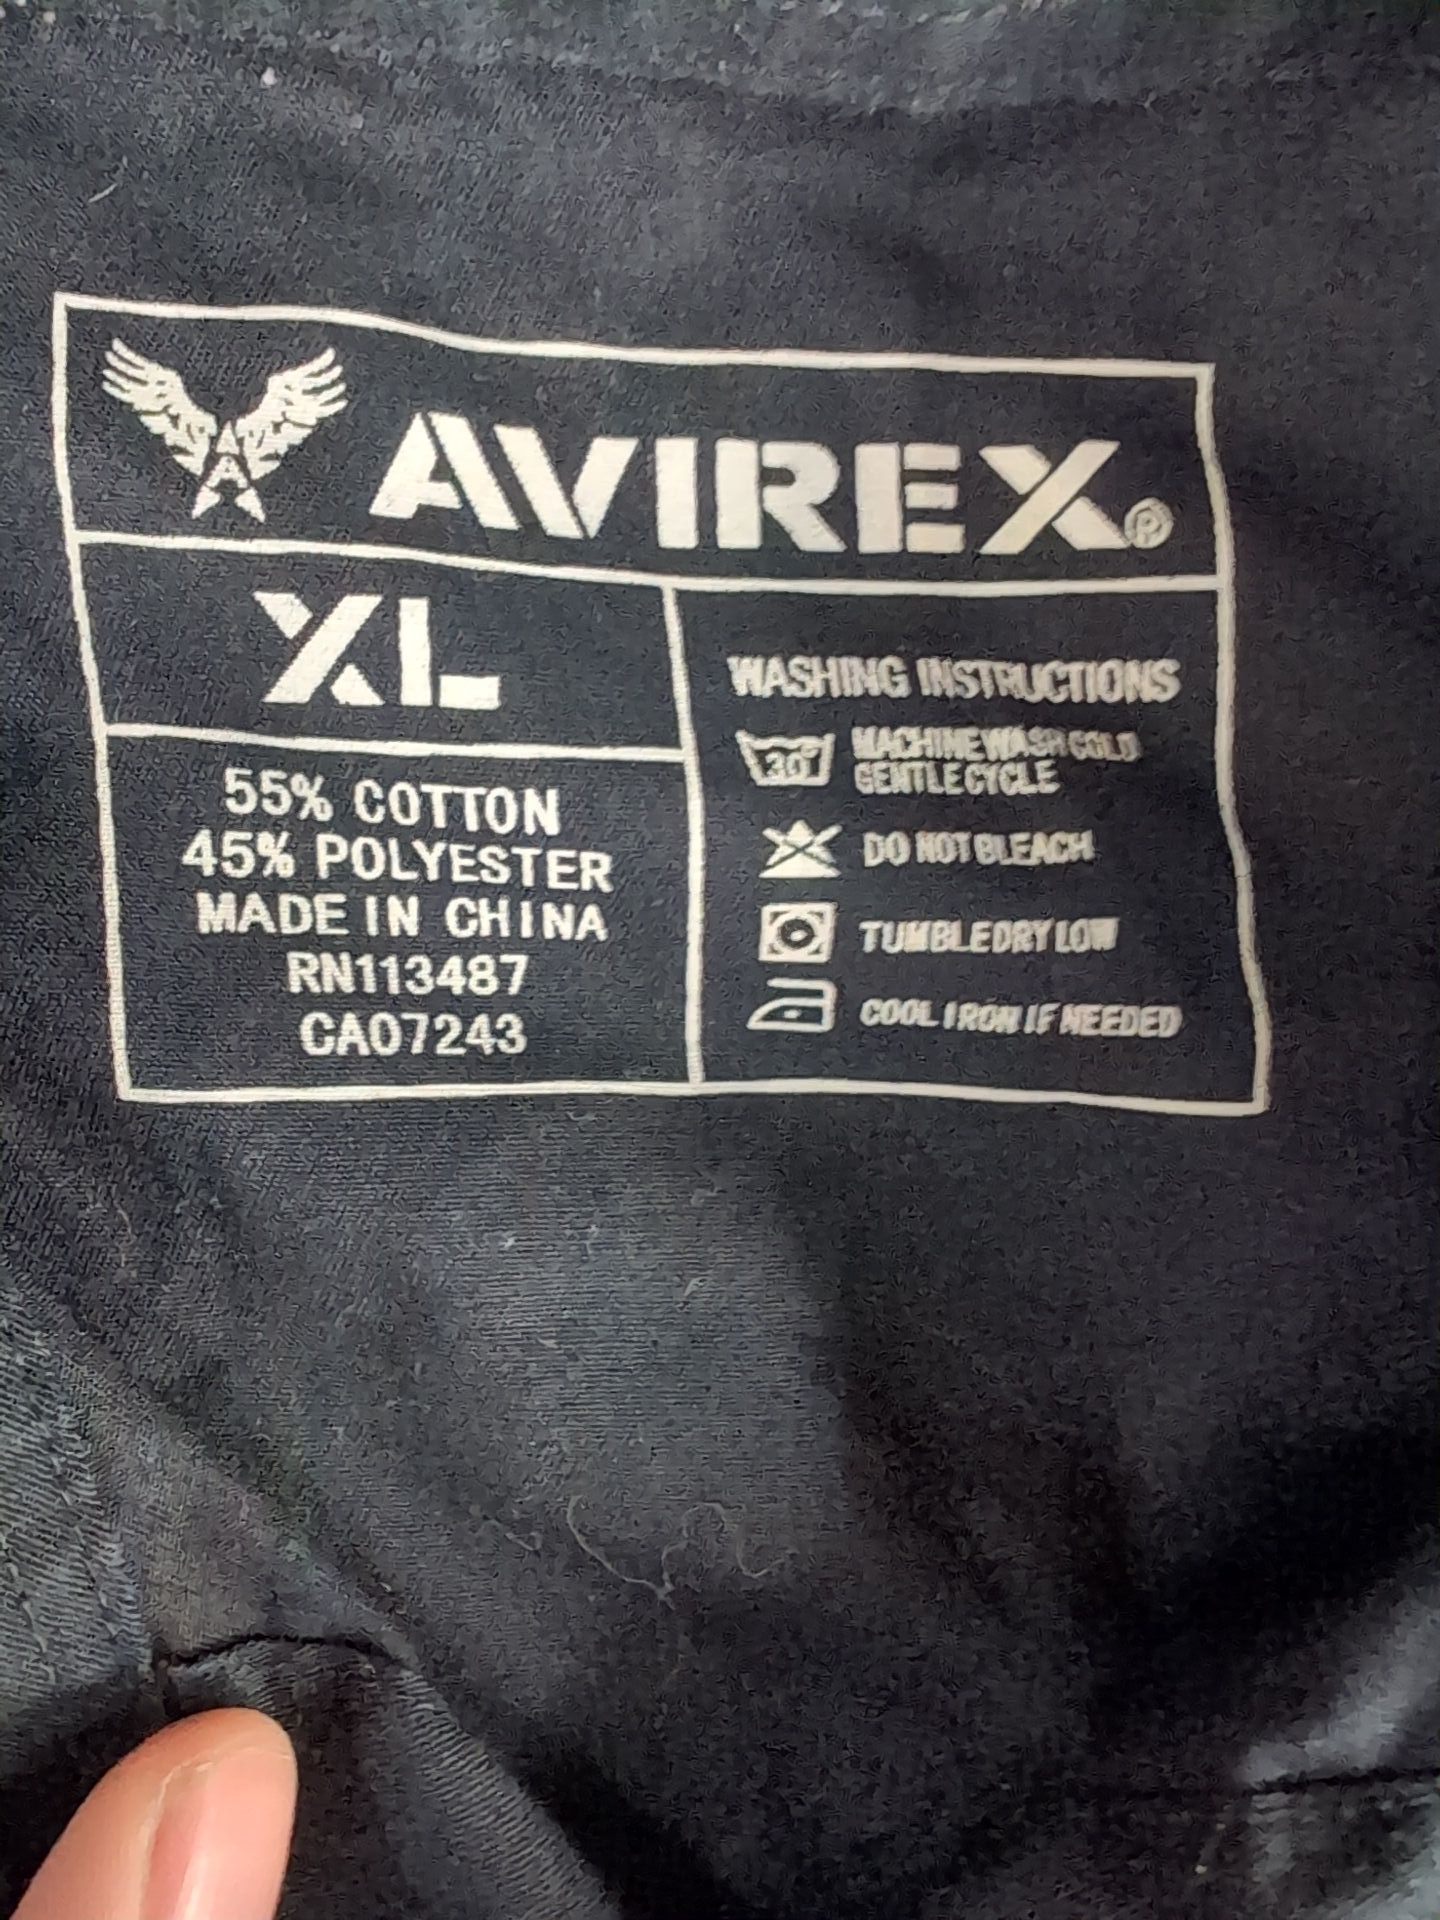 AVIREX®
XL
55% COTTON
45% POLYESTER
MADE IN CHINA
RN113487
CA07243
WASHING INSTRUCTIONS
30° MACHINE WASH COLD
GENTLE CYCLE
DO NOT BLEACH
TUMBLE DRY LOW
COOL IRON IF NEEDED